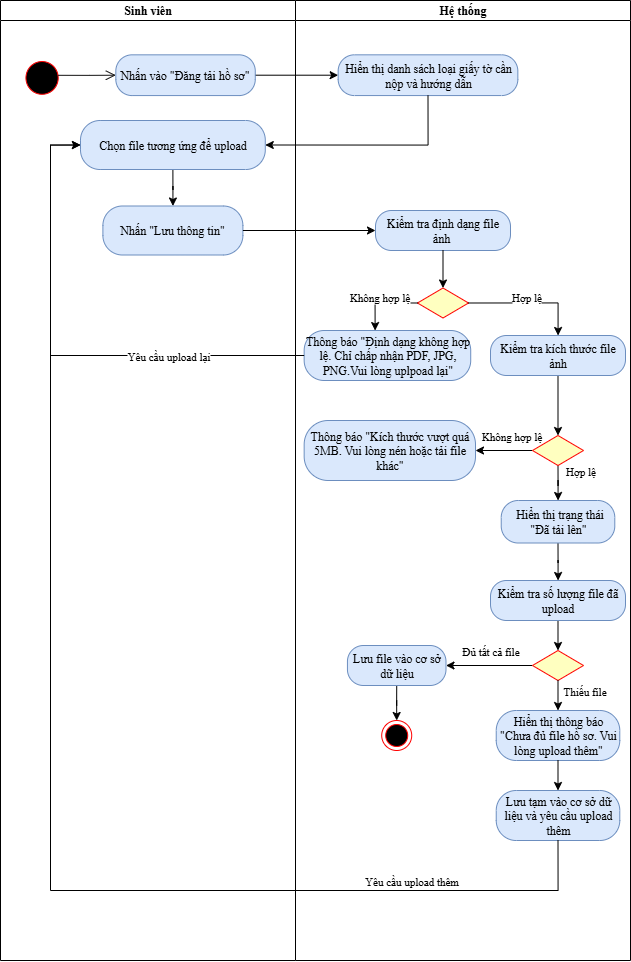 Sinh viên
Hệ thống
Nhấn vào "Đăng tải hồ sơ"
Hiển thị danh sách loại giấy tờ cần
nộp và hướng dẫn
Chọn file tương ứng để upload
Nhấn "Lưu thông tin"
Kiểm tra định dạng file
ảnh
Không hợp lệ
Hợp lệ
Thông báo "Định dạng không hợp
lệ. Chỉ chấp nhận PDF, JPG,
PNG.Vui lòng uplpoad lại"
Yêu cầu upload lại
Kiểm tra kích thước file
ảnh
Thông báo "Kích thước vượt quá
5MB. Vui lòng nén hoặc tải file
khác"
Không hợp lệ
Hợp lệ
Hiển thị trạng thái
"Đã tải lên"
Kiểm tra số lượng file đã
upload
Lưu file vào cơ sở
dữ liệu
Đủ tất cả file
Thiếu file
Hiển thị thông báo
"Chưa đủ file hồ sơ. Vui
lòng upload thêm"
Lưu tạm vào cơ sở dữ
liệu và yêu cầu upload
thêm
Yêu cầu upload thêm